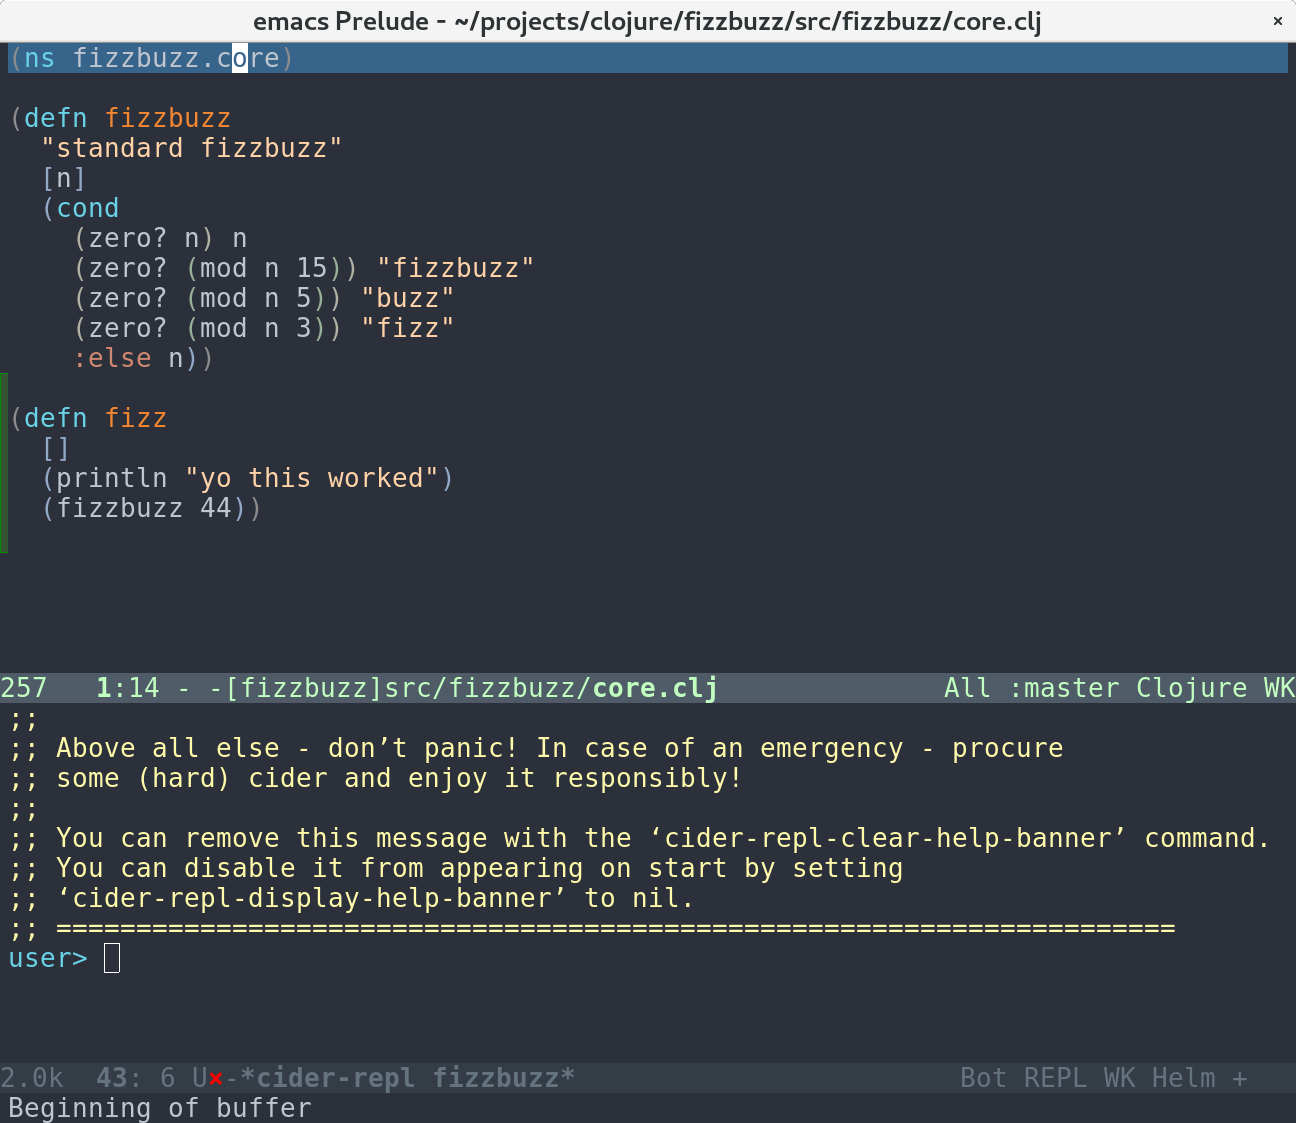 emacs Prelude - ~/projects/clojure/fizzbuzz/src/fizzbuzz/core.clj ×
(ns fizzbuzz.core)
(defn fizzbuzz
  "standard fizzbuzz"
  [n]
  (cond
    (zero? n) n
    (zero? (mod n 15)) "fizzbuzz"
    (zero? (mod n 5)) "buzz"
    (zero? (mod n 3)) "fizz"
    :else n))
(defn fizz
  []
  (println "yo this worked")
  (fizzbuzz 44))
257   1:14 - -[fizzbuzz]src/fizzbuzz/core.clj All :master Clojure WK
;;
;; Above all else - don’t panic! In case of an emergency - procure
;; some (hard) cider and enjoy it responsibly!
;;
;; You can remove this message with the ‘cider-repl-clear-help-banner’ command.
;; You can disable it from appearing on start by setting
;; ‘cider-repl-display-help-banner’ to nil.
;; ======================================================================
user>
2.0k  43: 6 U×-*cider-repl fizzbuzz* Bot REPL WK Helm +
Beginning of buffer